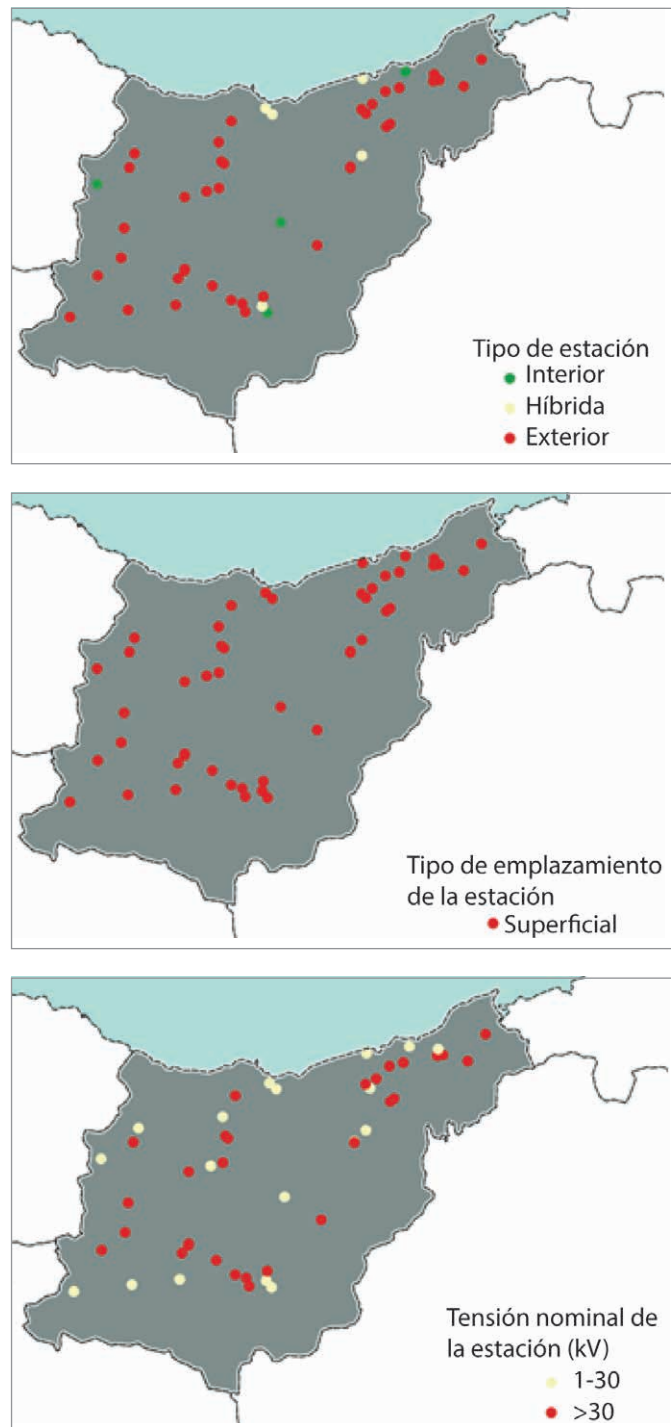 Tipo de estación
Interior
Híbrida
Exterior
Tipo de emplazamiento
de la estación
Superficial
Tensión nominal de
la estación (kV)
1-30
>30